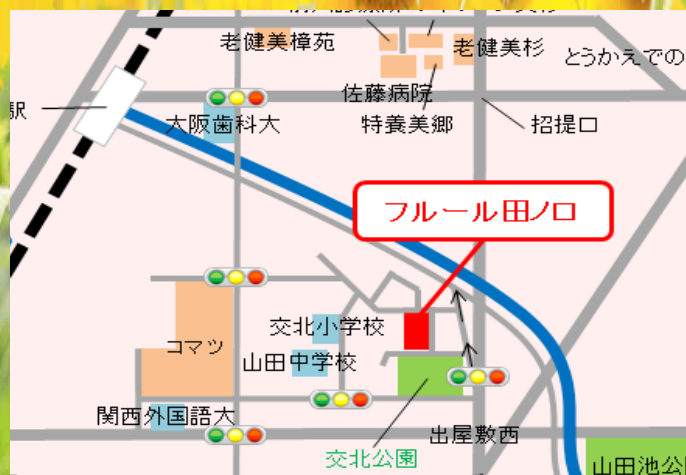 老健美樟苑
老健美杉
とうかえでの
佐藤病院
駅
大阪歯科大
特養美郷
招提口
フルール田ノ口
交北小学校
コマツ
山田中学校
関西外国語大
出屋敷西
交北公園
山田池公